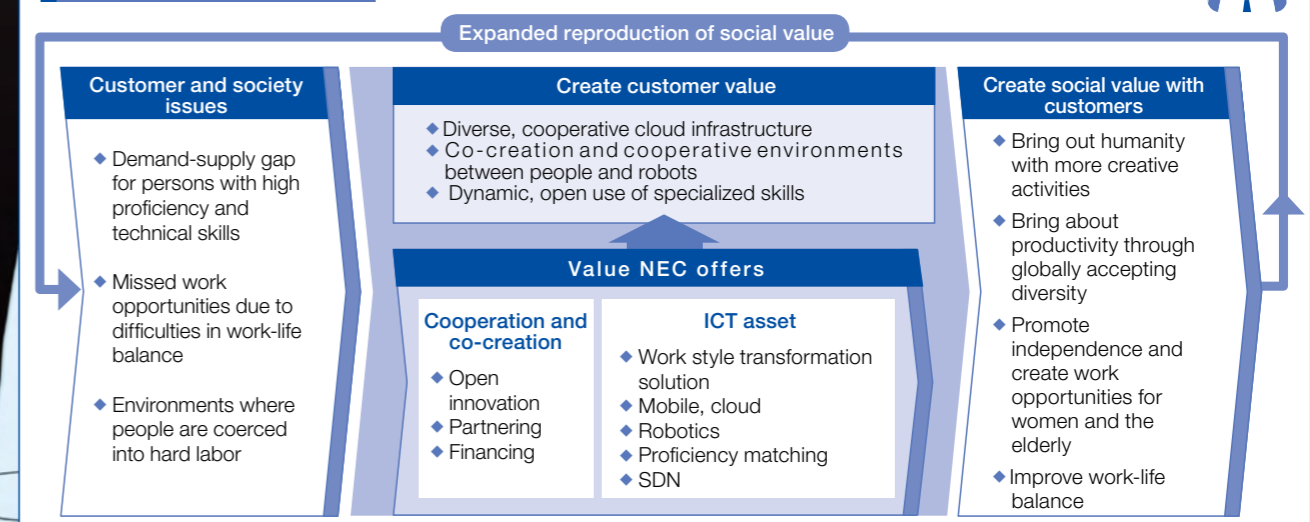 Expanded reproduction of social value
Customer and society
issues
◆ Demand-supply gap
for persons with high
proficiency and
technical skills
◆ Missed work
opportunities due to
difficulties in work-life
balance
◆ Environments where
people are coerced
into hard labor
Create customer value
◆ Diverse, cooperative cloud infrastructure
◆ Co-creation and cooperative environments
between people and robots
◆ Dynamic, open use of specialized skills
Value NEC offers
Cooperation and
co-creation
◆ Open
innovation
◆ Partnering
◆ Financing
ICT asset
◆ Work style transformation
solution
◆ Mobile, cloud
◆ Robotics
◆ Proficiency matching
◆ SDN
Create social value with
customers
◆ Bring out humanity
with more creative
activities
◆ Bring about
productivity through
globally accepting
diversity
◆ Promote
independence and
create work
opportunities for
women and the
elderly
◆ Improve work-life
balance